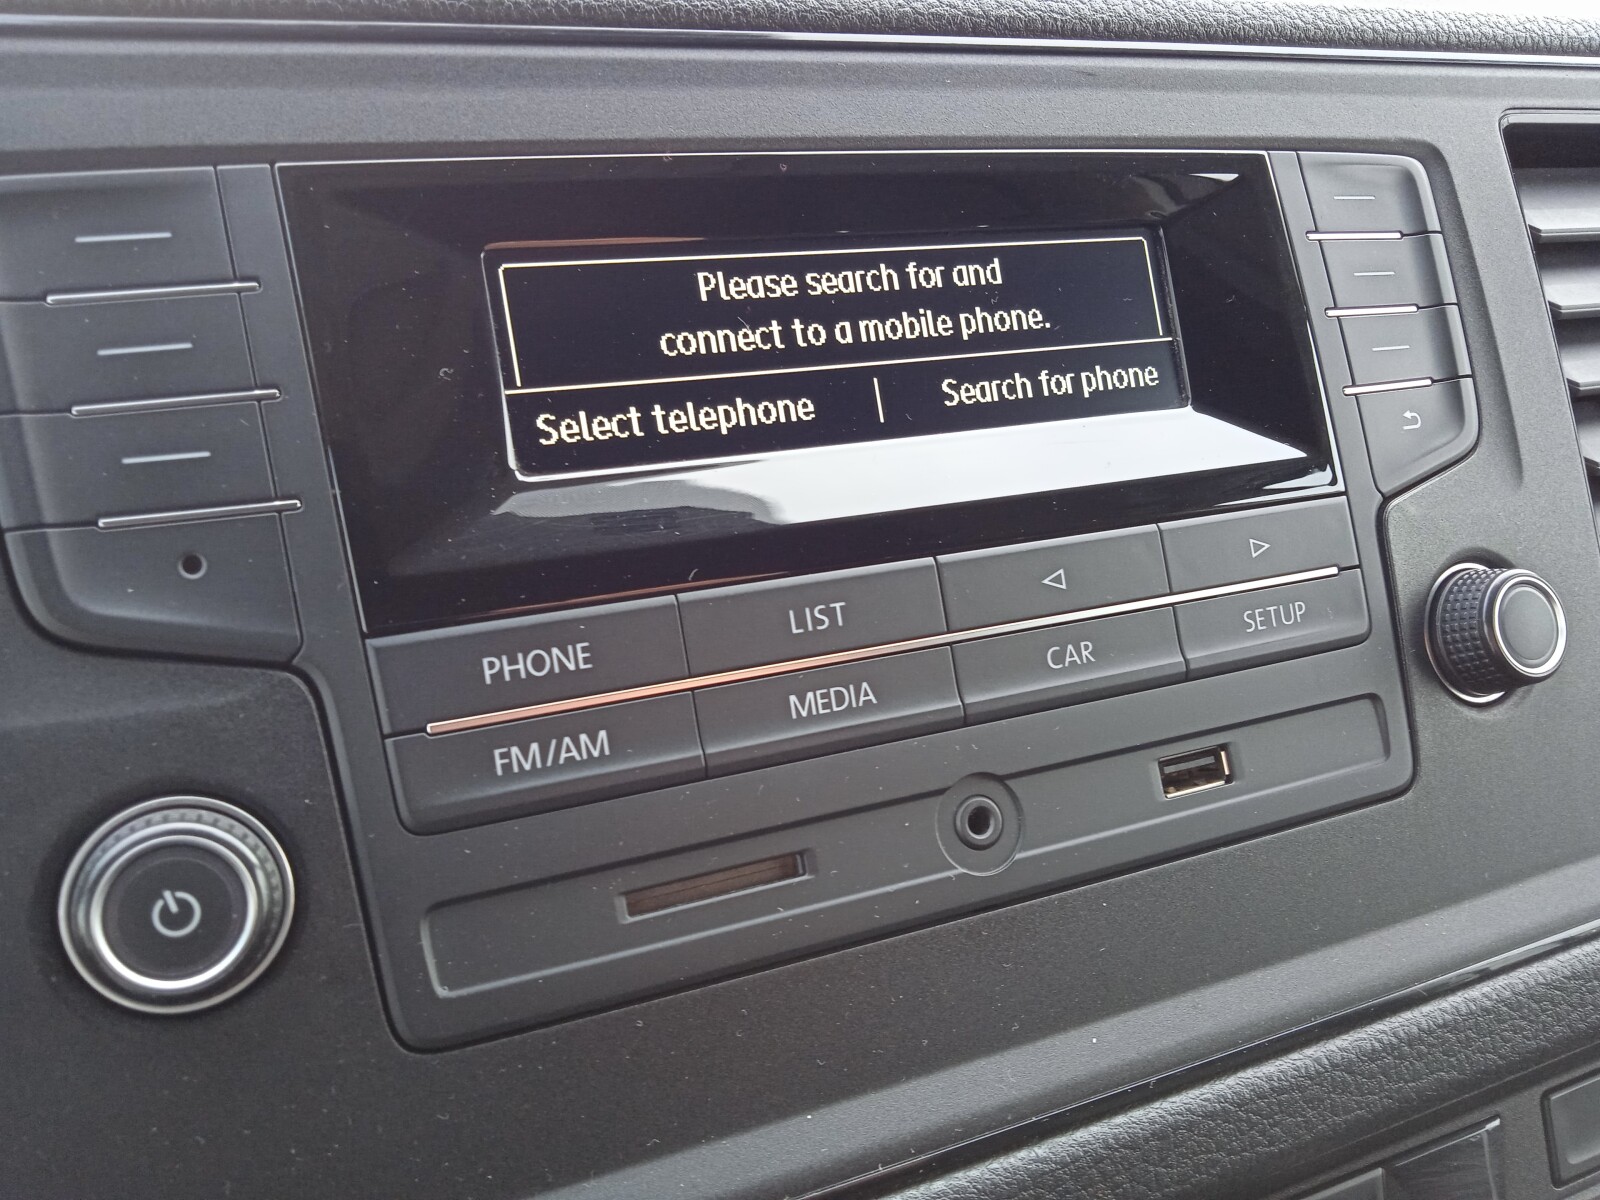 Please search for and
connect to a mobile phone.
Select telephone | Search for phone
PHONE
LIST
FM/AM
MEDIA
CAR
SETUP